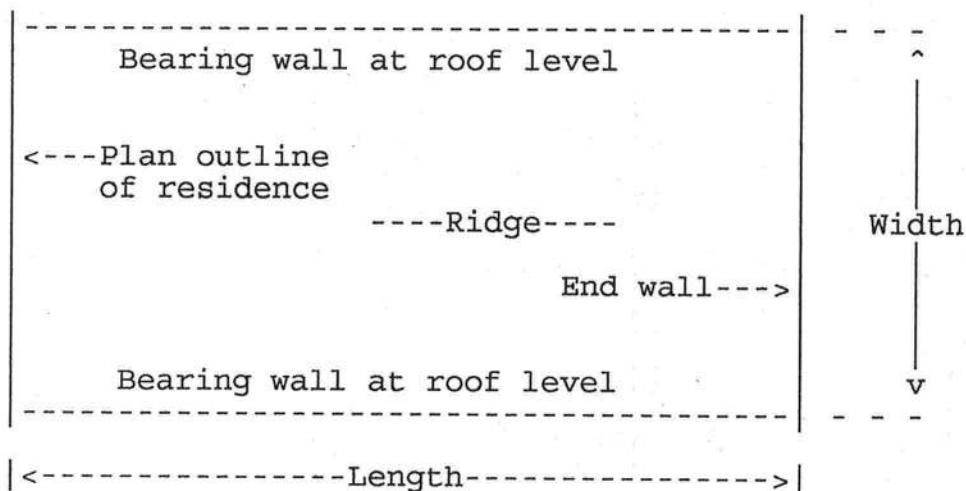 Bearing wall at roof level
<---Plan outline
of residence
----Ridge----
Width
End wall--->
Bearing wall at roof level
|<----------------Length---------------->|